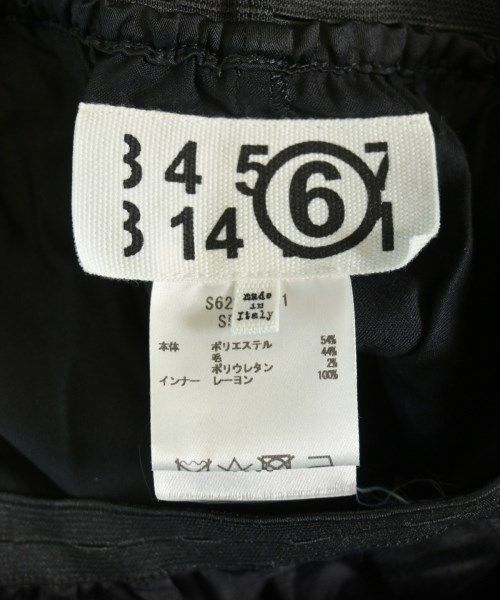 3 4 5 6 7
3 14 1
made
in
Italy
S62 1
S
本体 ポリエステル 54%
毛 44%
ポリウレタン 2%
インナー レーヨン 100%